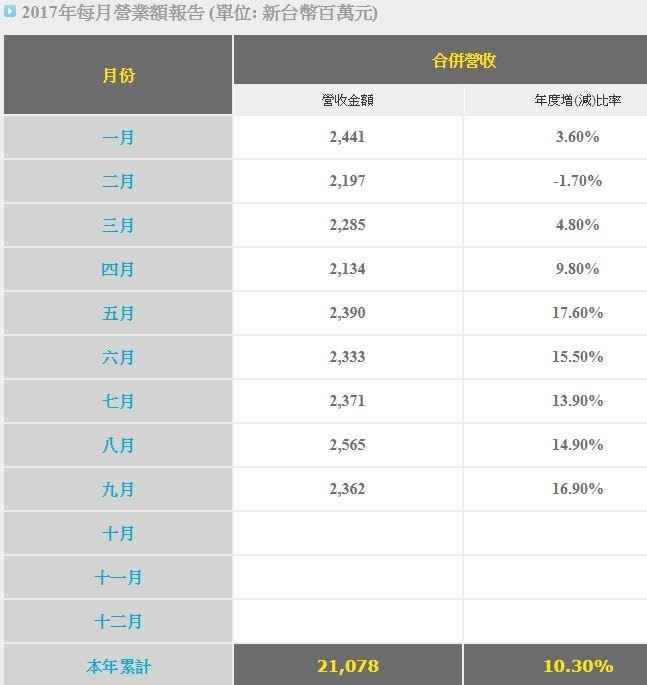 2017年每月營業額報告 (單位: 新台幣百萬元)
月份 合併營收
營收金額 年度增(減)比率
一月 2,441 3.60%
二月 2,197 -1.70%
三月 2,285 4.80%
四月 2,134 9.80%
五月 2,390 17.60%
六月 2,333 15.50%
七月 2,371 13.90%
八月 2,565 14.90%
九月 2,362 16.90%
十月
十一月
十二月
本年累計 21,078 10.30%